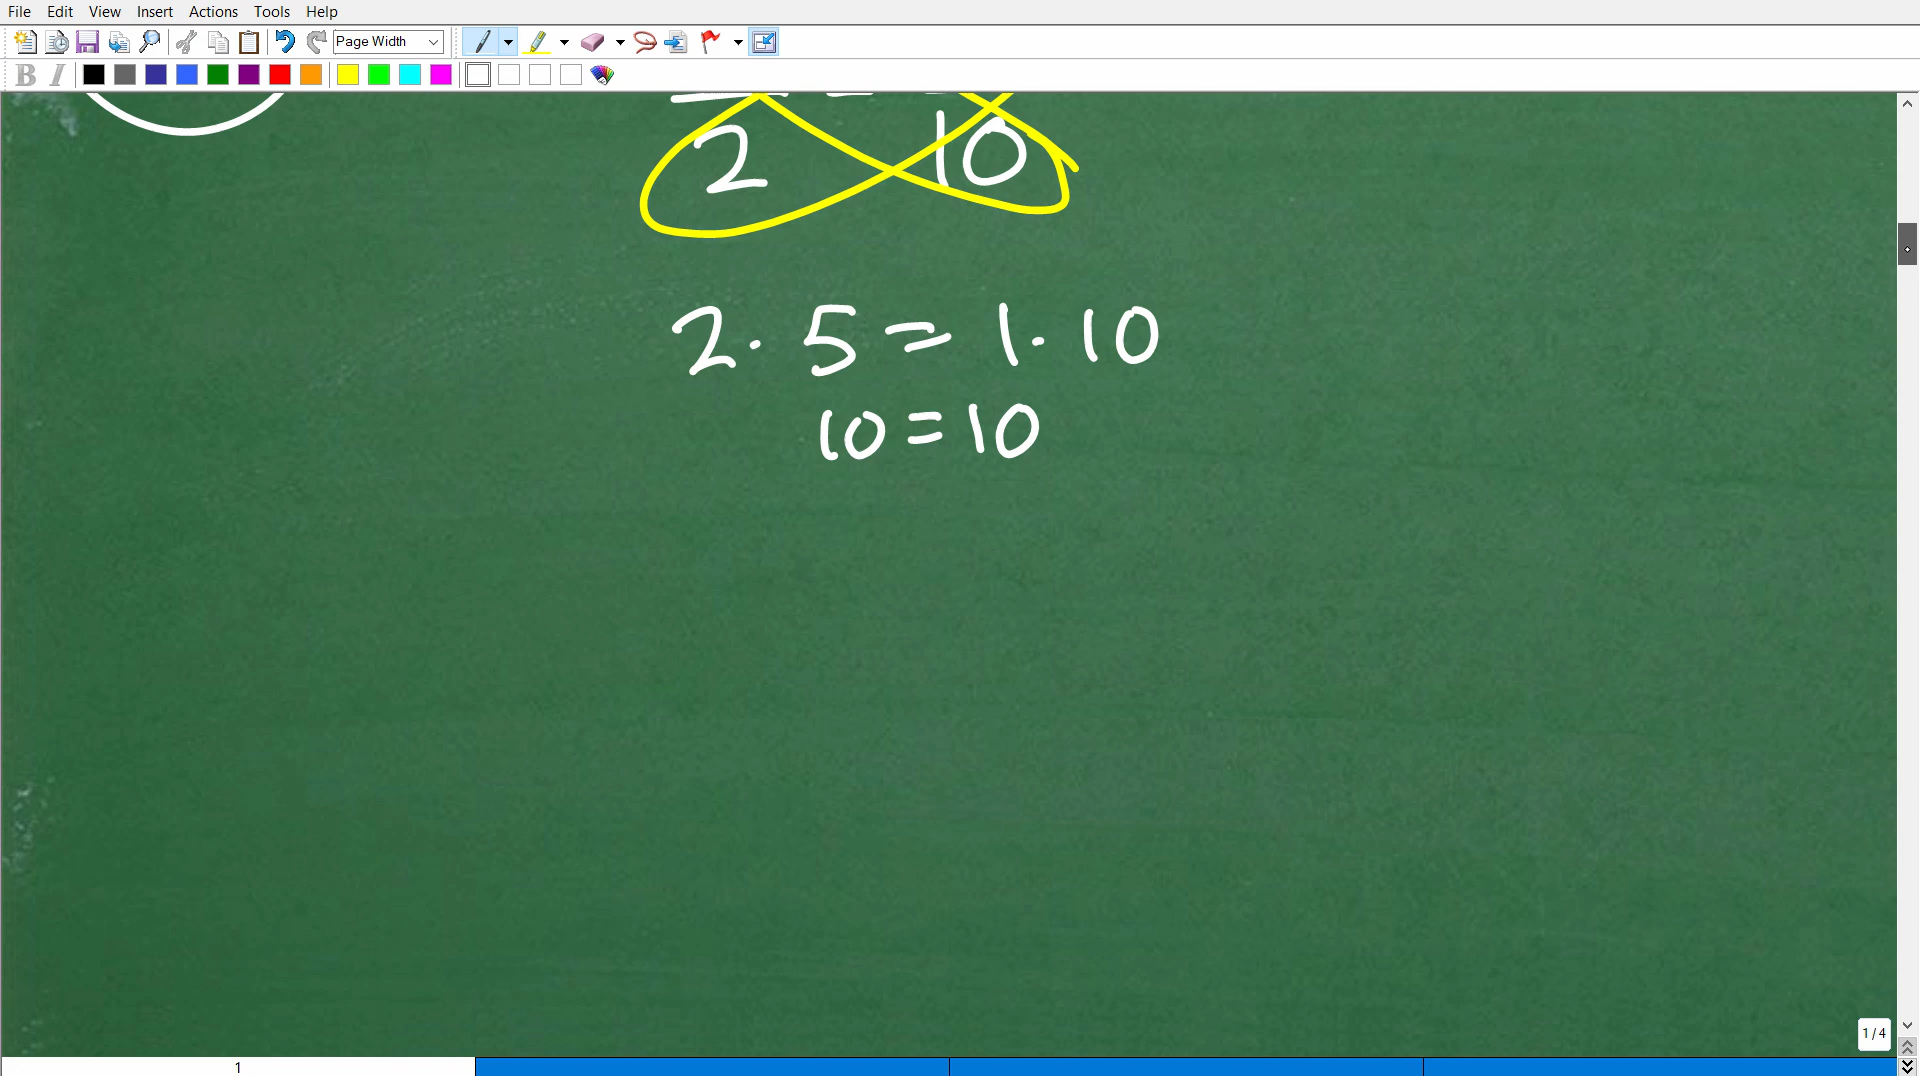 File Edit View Insert Actions Tools Help
Page Width
B I
2 10
2 · 5 = 1 · 10
10 = 10
1 / 4
1